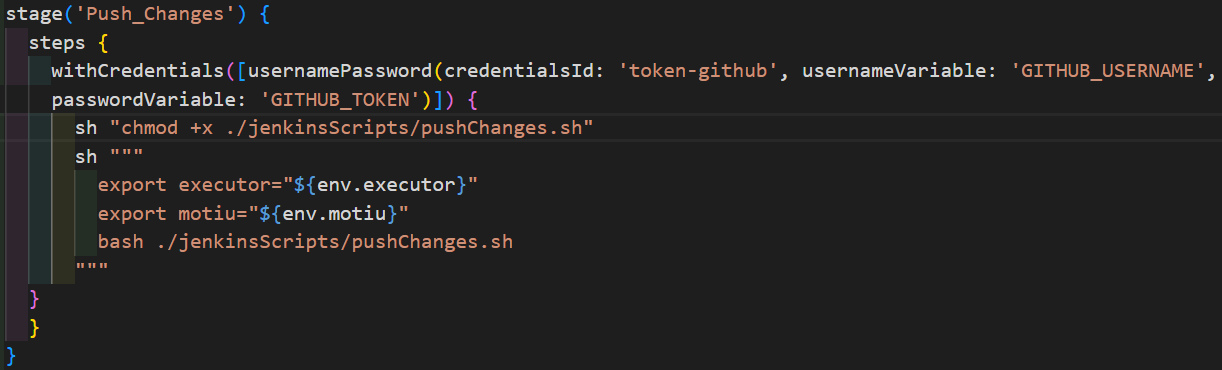 stage('Push_Changes') {
steps {
withCredentials([usernamePassword(credentialsId: 'token-github', usernameVariable: 'GITHUB_USERNAME',
passwordVariable: 'GITHUB_TOKEN')]) {
sh "chmod +x ./jenkinsScripts/pushChanges.sh"
sh """
export executor="${env.executor}"
export motiu="${env.motiu}"
bash ./jenkinsScripts/pushChanges.sh
"""
}
}
}